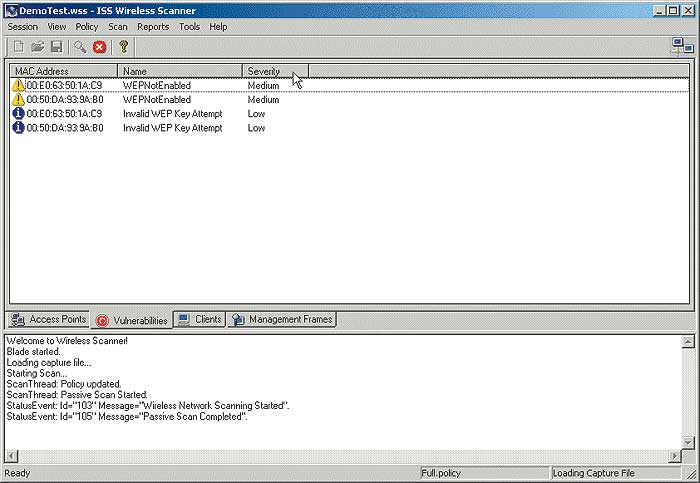 DemoTest.wss - ISS Wireless Scanner
Session View Policy Scan Reports Tools Help
MAC Address Name Severity
00:E0:63:50:1A:C9 WEPNotEnabled Medium
00:50:DA:93:9A:B0 WEPNotEnabled Medium
00:E0:63:50:1A:C9 Invalid WEP Key Attempt Low
00:50:DA:93:9A:B0 Invalid WEP Key Attempt Low
Access Points Vulnerabilities Clients Management Frames
Welcome to Wireless Scanner!
Blade started.
Loading capture file...
Starting Scan...
ScanThread: Policy updated.
ScanThread: Passive Scan Started.
StatusEvent: Id="103" Message="Wireless Network Scanning Started".
StatusEvent: Id="105" Message="Passive Scan Completed".
Ready Full.policy Loading Capture File